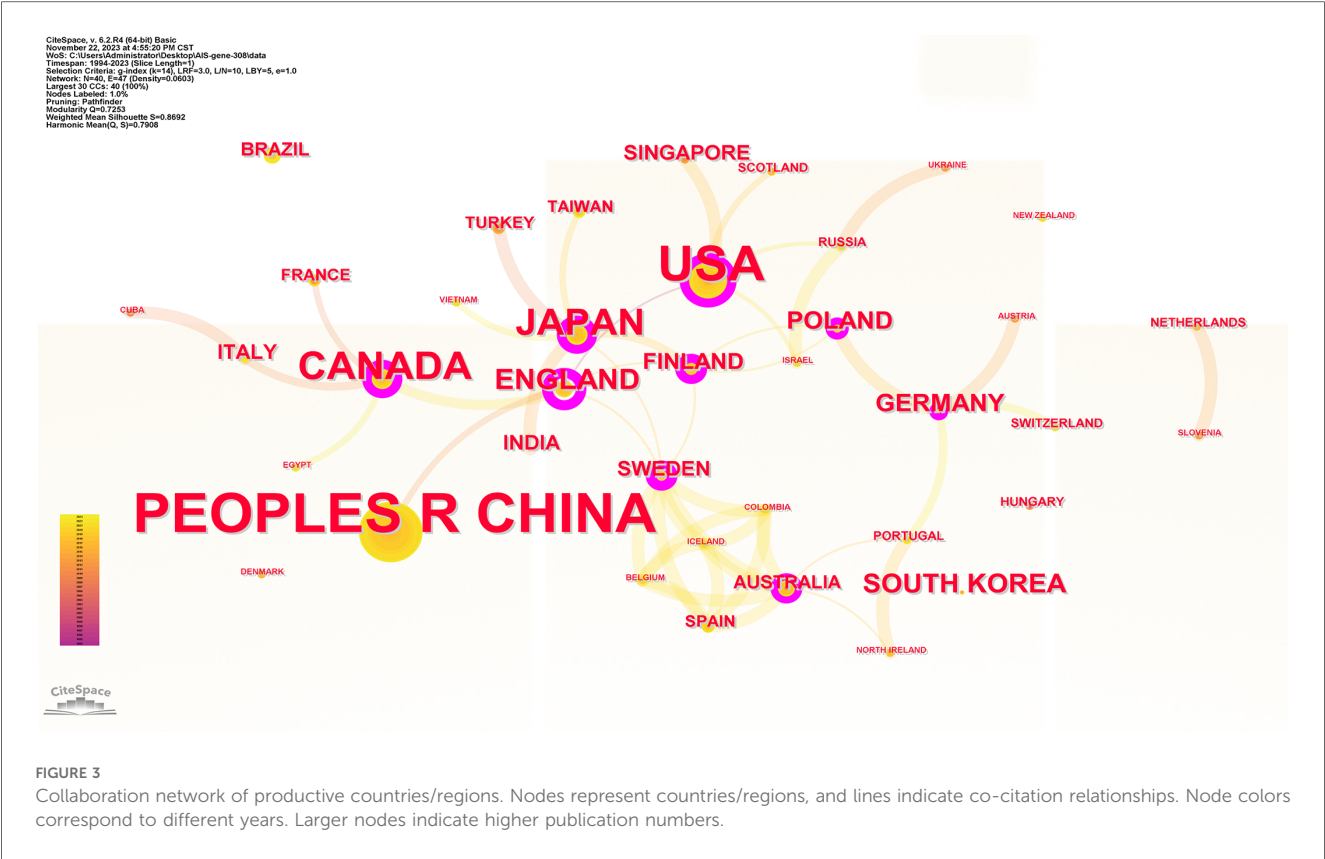 CiteSpace, v. 6.2.R4 (64-bit) Basic
November 22, 2023 at 4:55:20 PM CST
WoS: C:\Users\Administrator\Desktop\AIS-gene-308\data
Timespan: 1994-2023 (Slice Length=1)
Selection Criteria: g-index (k=14), LRF=3.0, L/N=10, LBY=5, e=1.0
Network: N=40, E=47 (Density=0.0603)
Largest 30 CCs: 40 (100%)
Nodes Labeled: 1.0%
Pruning: Pathfinder
Modularity Q=0.7253
Weighted Mean Silhouette S=0.8692
Harmonic Mean(Q, S)=0.7908
BRAZIL
SINGAPORE
SCOTLAND
UKRAINE
TAIWAN
NEW ZEALAND
TURKEY
RUSSIA
USA
FRANCE
VIETNAM
CUBA
JAPAN
POLAND
AUSTRIA
NETHERLANDS
ITALY
CANADA
FINLAND
ISRAEL
ENGLAND
GERMANY
SWITZERLAND
SLOVENIA
INDIA
EGYPT
SWEDEN
HUNGARY
PEOPLES R CHINA
COLOMBIA
ICELAND
PORTUGAL
DENMARK
BELGIUM
AUSTRALIA
SOUTH KOREA
SPAIN
NORTH IRELAND
CiteSpace
FIGURE 3
Collaboration network of productive countries/regions. Nodes represent countries/regions, and lines indicate co-citation relationships. Node colors
correspond to different years. Larger nodes indicate higher publication numbers.